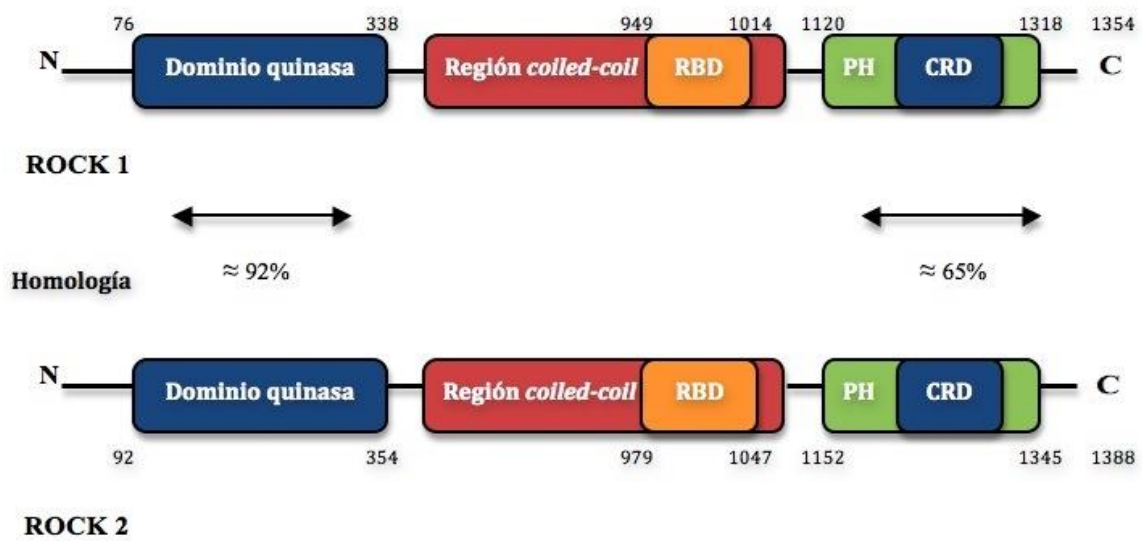 76 338 949 1014 1120 1318 1354
N Dominio quinasa Región coiled-coil RBD PH CRD C
ROCK 1
≈ 92% ≈ 65%
Homología
N Dominio quinasa Región coiled-coil RBD PH CRD C
92 354 979 1047 1152 1345 1388
ROCK 2